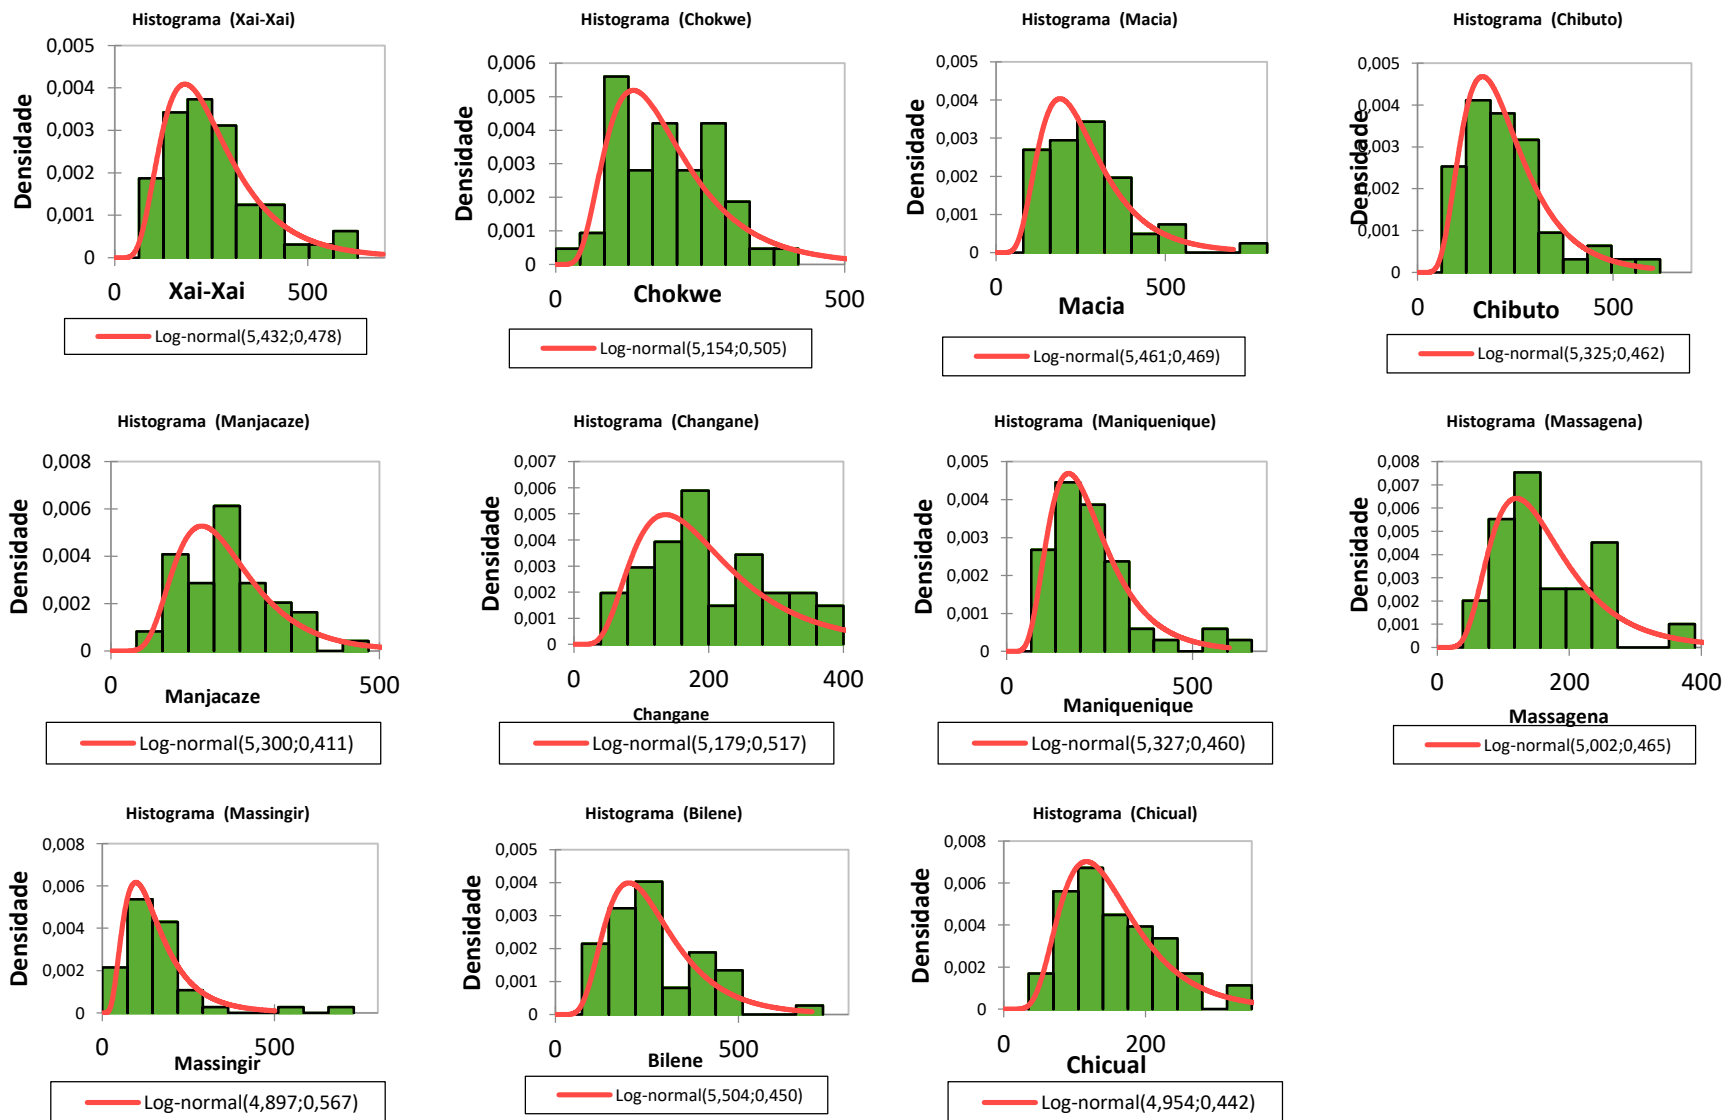 Histograma (Xai-Xai)
0,005
0,004
0,003
0,002
0,001
0
Densidade
0
500
Xai-Xai
Log-normal(5,432;0,478)
Histograma (Chokwe)
0,006
0,005
0,004
0,003
0,002
0,001
0
Densidade
0
500
Chokwe
Log-normal(5,154;0,505)
Histograma (Macia)
0,005
0,004
0,003
0,002
0,001
0
Densidade
0
500
Macia
Log-normal(5,461;0,469)
Histograma (Chibuto)
0,005
0,004
0,003
0,002
0,001
0
Densidade
0
500
Chibuto
Log-normal(5,325;0,462)
Histograma (Manjacaze)
0,008
0,006
0,004
0,002
0
Densidade
0
500
Manjacaze
Log-normal(5,300;0,411)
Histograma (Changane)
0,007
0,006
0,005
0,004
0,003
0,002
0,001
0
Densidade
0
200
400
Changane
Log-normal(5,179;0,517)
Histograma (Maniquenique)
0,005
0,004
0,003
0,002
0,001
0
Densidade
0
500
Maniquenique
Log-normal(5,327;0,460)
Histograma (Massagena)
0,008
0,007
0,006
0,005
0,004
0,003
0,002
0,001
0
Densidade
0
200
400
Massagena
Log-normal(5,002;0,465)
Histograma (Massingir)
0,008
0,006
0,004
0,002
0
Densidade
0
500
Massingir
Log-normal(4,897;0,567)
Histograma (Bilene)
0,005
0,004
0,003
0,002
0,001
0
Densidade
0
500
Bilene
Log-normal(5,504;0,450)
Histograma (Chicual)
0,008
0,006
0,004
0,002
0
Densidade
0
200
Chicual
Log-normal(4,954;0,442)